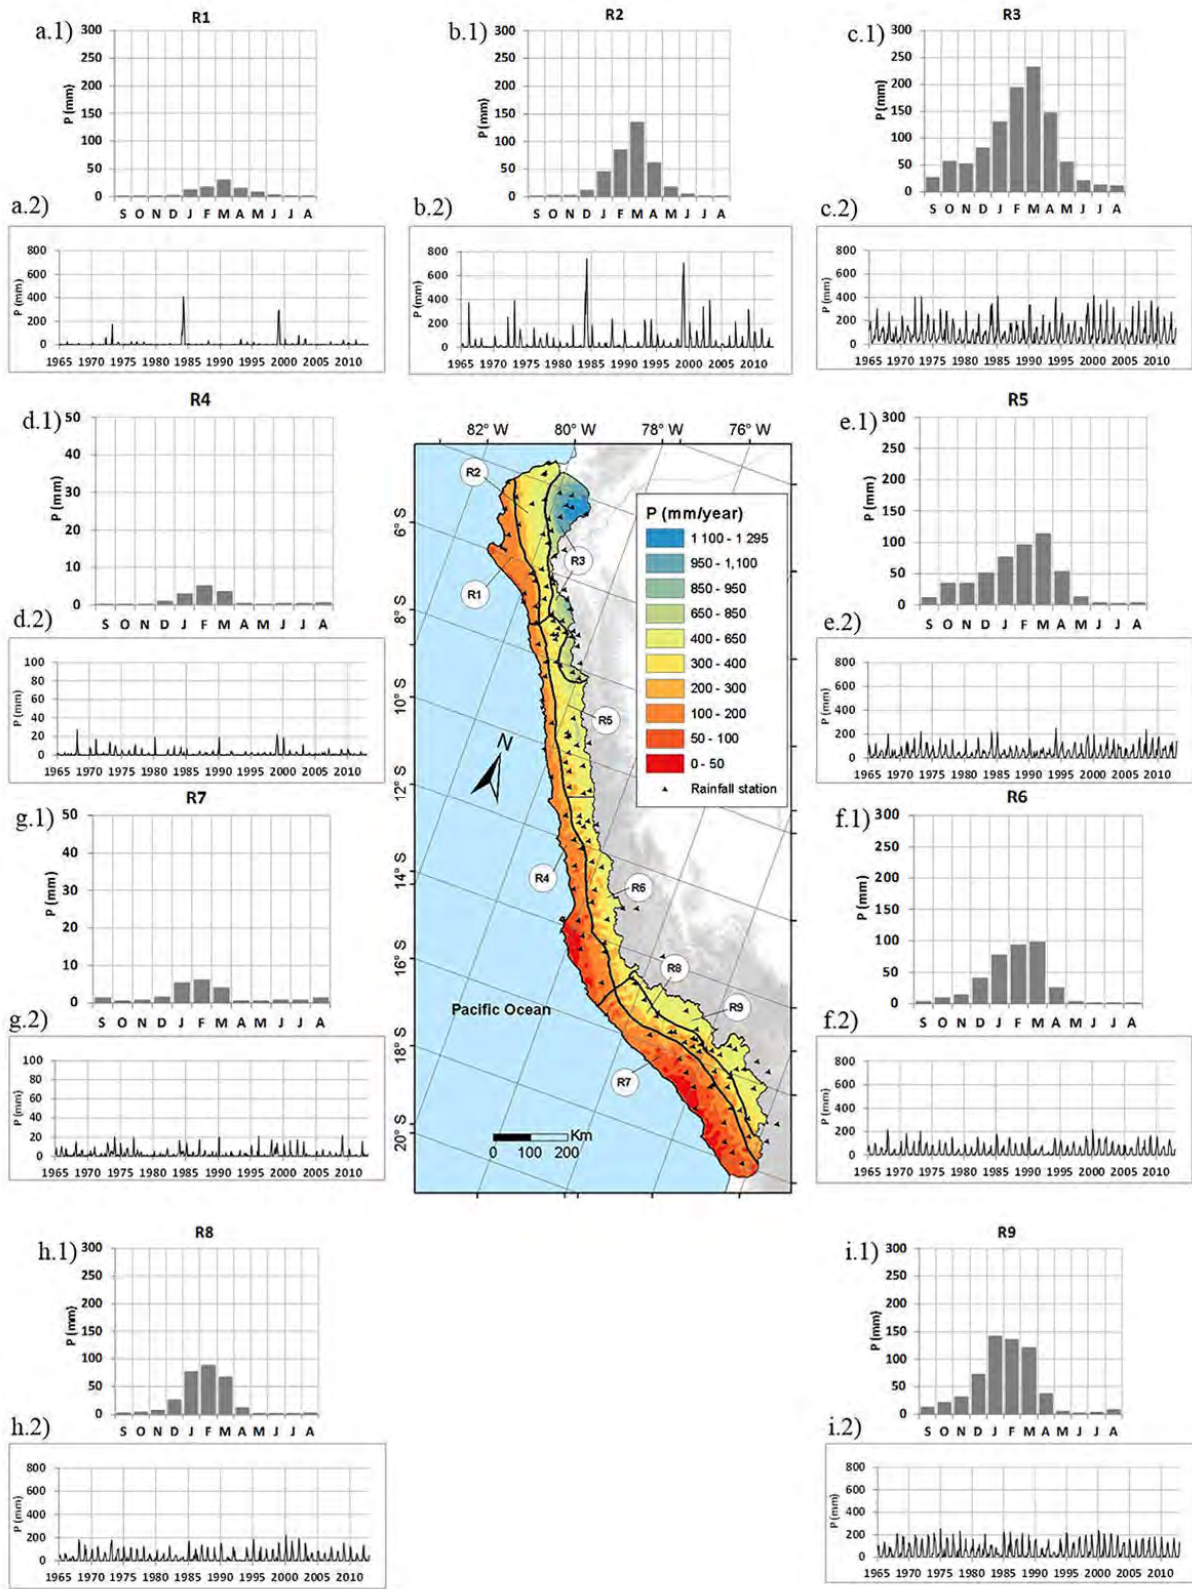 R1
a.1)
300
250
200
150
100
50
0
P (mm)
S O N D J F M A M J J A
a.2)
800
600
400
200
0
P (mm)
1965 1970 1975 1980 1985 1990 1995 2000 2005 2010
R2
b.1)
300
250
200
150
100
50
0
P (mm)
S O N D J F M A M J J A
b.2)
800
600
400
200
0
P (mm)
1965 1970 1975 1980 1985 1990 1995 2000 2005 2010
R3
c.1)
300
250
200
150
100
50
0
P (mm)
S O N D J F M A M J J A
c.2)
800
600
400
200
0
P (mm)
1965 1970 1975 1980 1985 1990 1995 2000 2005 2010
R4
d.1)
50
40
30
20
10
0
P (mm)
S O N D J F M A M J J A
d.2)
100
80
60
40
20
0
P (mm)
1965 1970 1975 1980 1985 1990 1995 2000 2005 2010
82° W 80° W 78° W 76° W
6° S
8° S
10° S
12° S
14° S
16° S
18° S
20° S
R2
R3
R1
R5
R4
R6
R8
R9
R7
N
Pacific Ocean
Km
0 100 200
P (mm/year)
1 100 - 1 295
950 - 1,100
850 - 950
650 - 850
400 - 650
300 - 400
200 - 300
100 - 200
50 - 100
0 - 50
Rainfall station
R5
e.1)
300
250
200
150
100
50
0
P (mm)
S O N D J F M A M J J A
e.2)
800
600
400
200
0
P (mm)
1965 1970 1975 1980 1985 1990 1995 2000 2005 2010
R7
g.1)
50
40
30
20
10
0
P (mm)
S O N D J F M A M J J A
g.2)
100
80
60
40
20
0
P (mm)
1965 1970 1975 1980 1985 1990 1995 2000 2005 2010
R6
f.1)
300
250
200
150
100
50
0
P (mm)
S O N D J F M A M J J A
f.2)
800
600
400
200
0
P (mm)
1965 1970 1975 1980 1985 1990 1995 2000 2005 2010
R8
h.1)
300
250
200
150
100
50
0
P (mm)
S O N D J F M A M J J A
h.2)
800
600
400
200
0
P (mm)
1965 1970 1975 1980 1985 1990 1995 2000 2005 2010
R9
i.1)
300
250
200
150
100
50
0
P (mm)
S O N D J F M A M J J A
i.2)
800
600
400
200
0
P (mm)
1965 1970 1975 1980 1985 1990 1995 2000 2005 2010